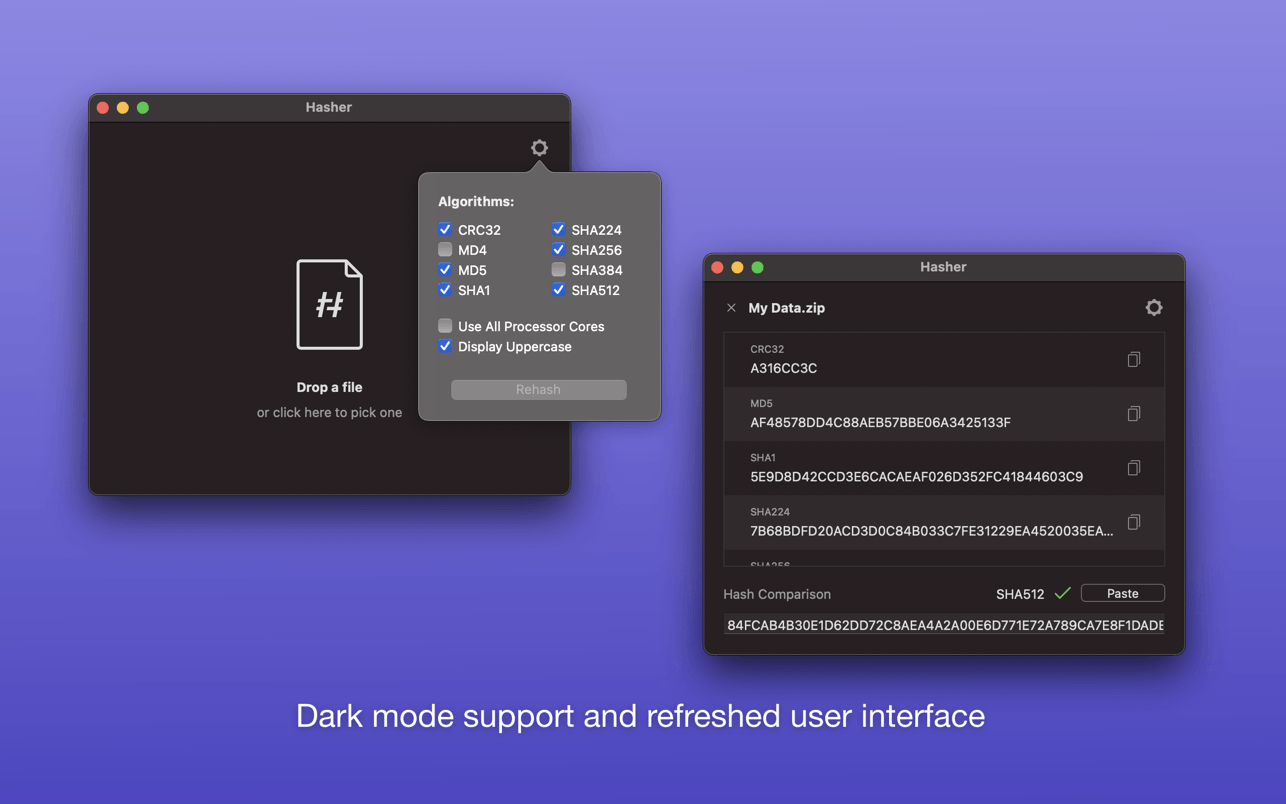 Hasher
Algorithms:
CRC32
SHA224
MD4
SHA256
MD5
SHA384
SHA1
SHA512
Use All Processor Cores
Display Uppercase
Rehash
#
Drop a file
or click here to pick one
Hasher
My Data.zip
CRC32
A316CC3C
MD5
AF48578DD4C88AEB57BBE06A3425133F
SHA1
5E9D8D42CCD3E6CACAEAF026D352FC41844603C9
SHA224
7B68BDFD20ACD3D0C84B033C7FE31229EA4520035EA...
SHA256
Hash Comparison
SHA512
Paste
84FCAB4B30E1D62DD72C8AEA4A2A00E6D771E72A789CA7E8F1DADE
Dark mode support and refreshed user interface